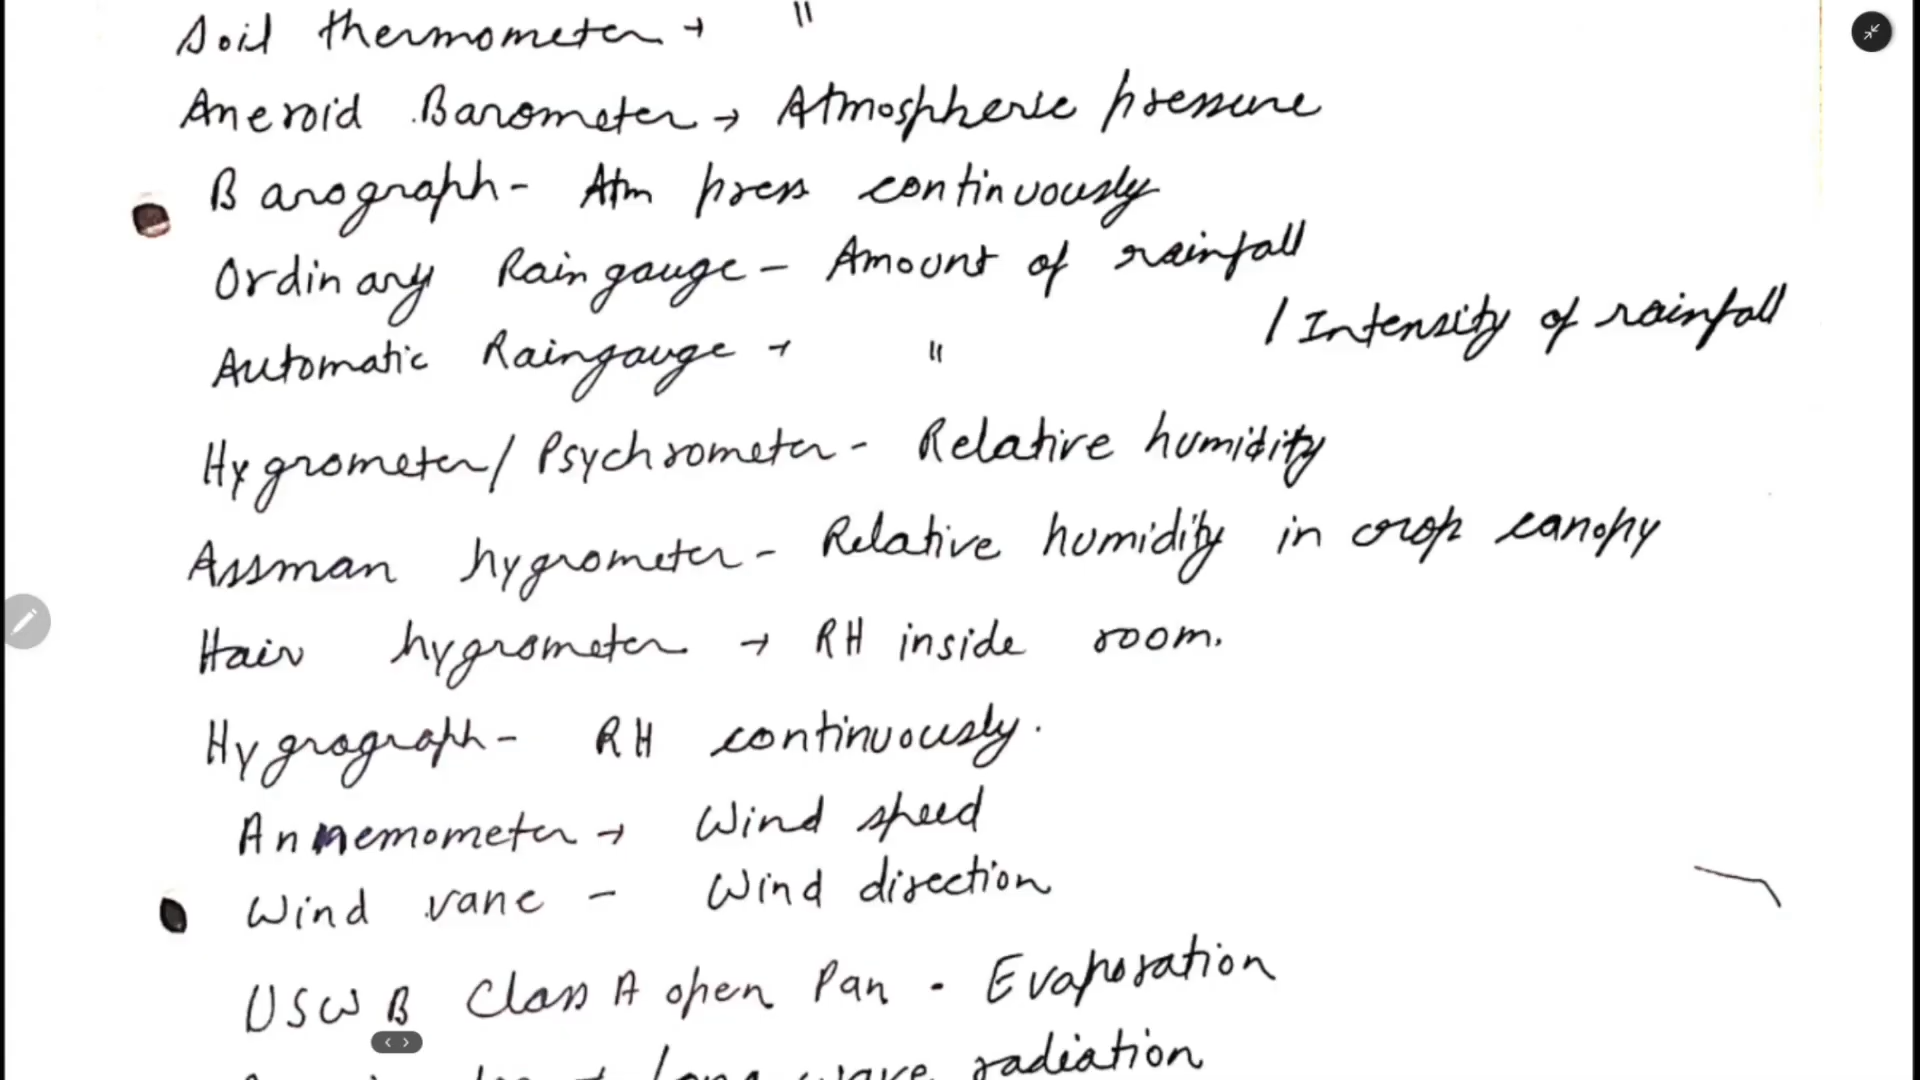 Soil thermometer → "
Aneroid Barometer → Atmospheric pressure
Barograph - Atm press continuously
Ordinary Raingauge - Amount of rainfall
Automatic Raingauge → " / Intensity of rainfall
Hygrometer / Psychrometer - Relative humidity
Assman hygrometer - Relative humidity in crop canopy
Hair hygrometer → RH inside room.
Hygrograph - RH continuously.
Annemometer → Wind speed
Wind vane - Wind direction
USWB Class A open Pan - Evaporation
→ long wave radiation